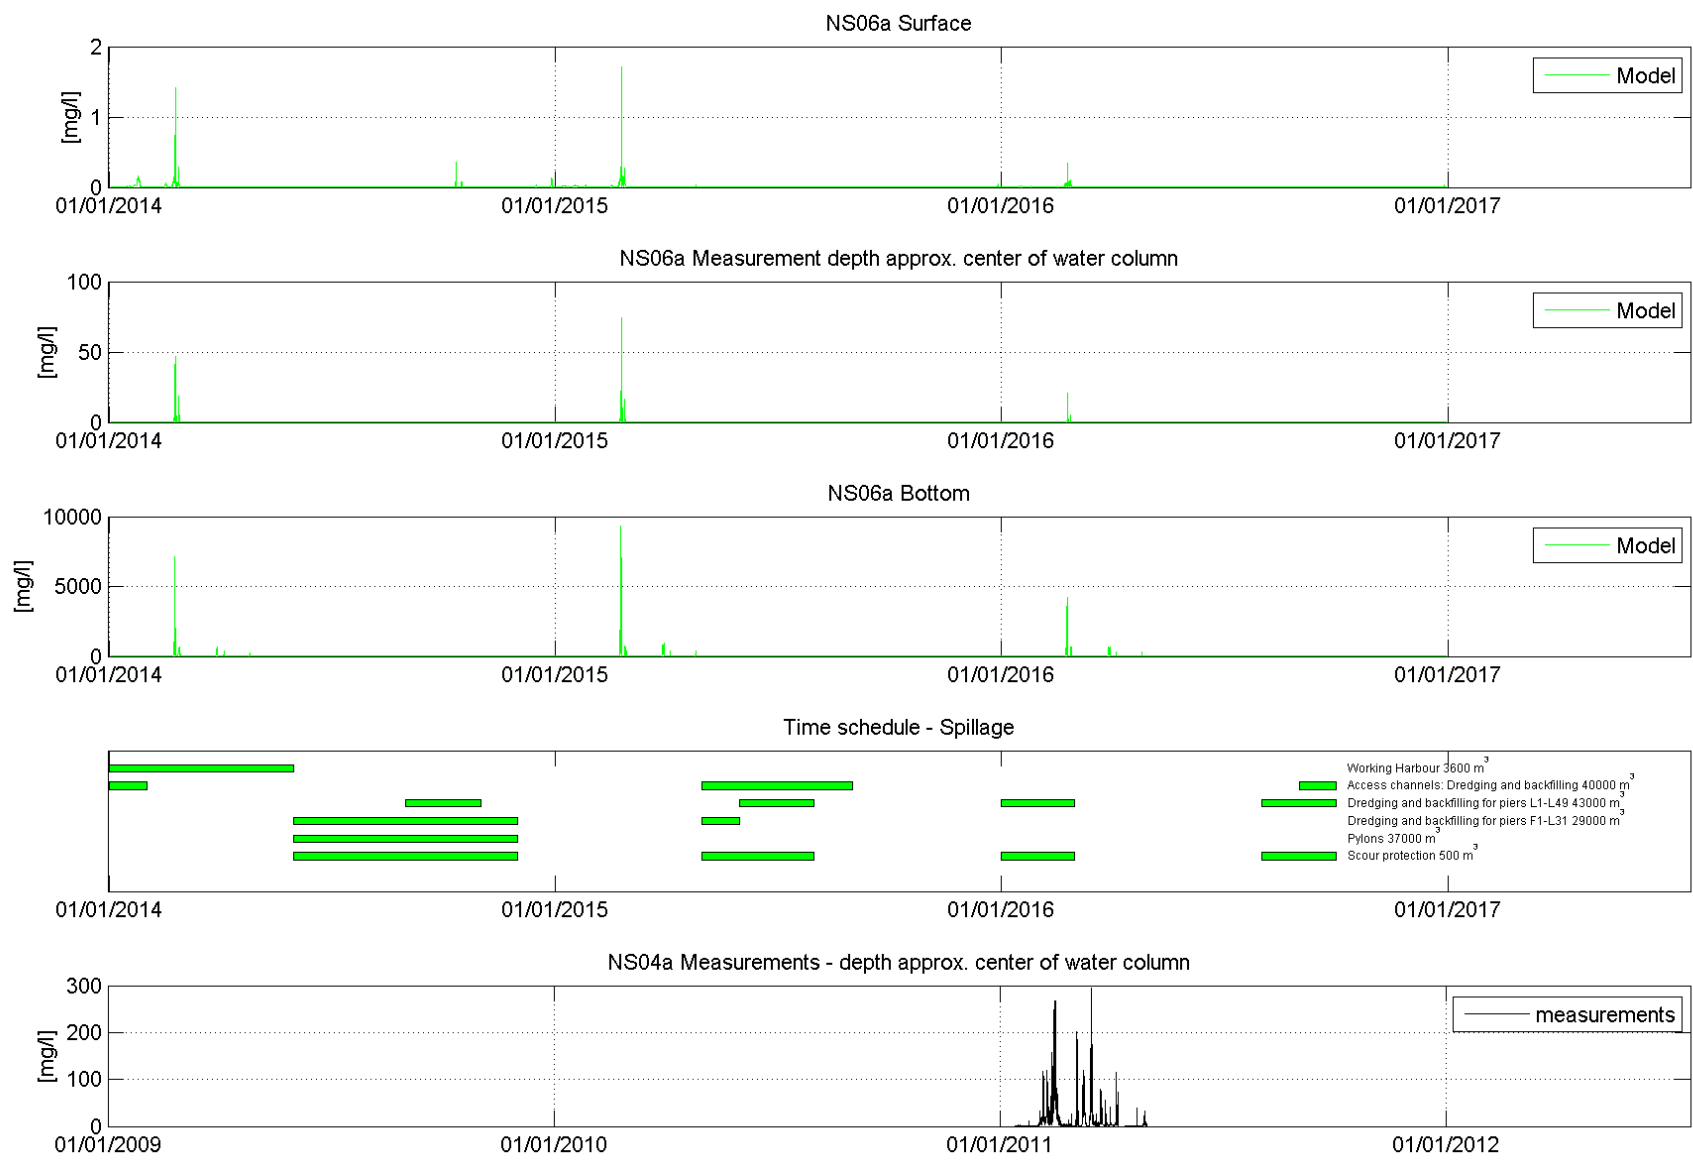 NS06a Surface
2
1
0
[mg/l]
Model
01/01/2014 01/01/2015 01/01/2016 01/01/2017
NS06a Measurement depth approx. center of water column
100
50
0
[mg/l]
Model
01/01/2014 01/01/2015 01/01/2016 01/01/2017
NS06a Bottom
10000
5000
0
[mg/l]
Model
01/01/2014 01/01/2015 01/01/2016 01/01/2017
Time schedule - Spillage
Working Harbour 3600 m³
Access channels: Dredging and backfilling 40000 m³
Dredging and backfilling for piers L1-L49 43000 m³
Dredging and backfilling for piers F1-L31 29000 m³
Pylons 37000 m³
Scour protection 500 m³
01/01/2014 01/01/2015 01/01/2016 01/01/2017
NS04a Measurements - depth approx. center of water column
300
200
100
0
[mg/l]
measurements
01/01/2009 01/01/2010 01/01/2011 01/01/2012